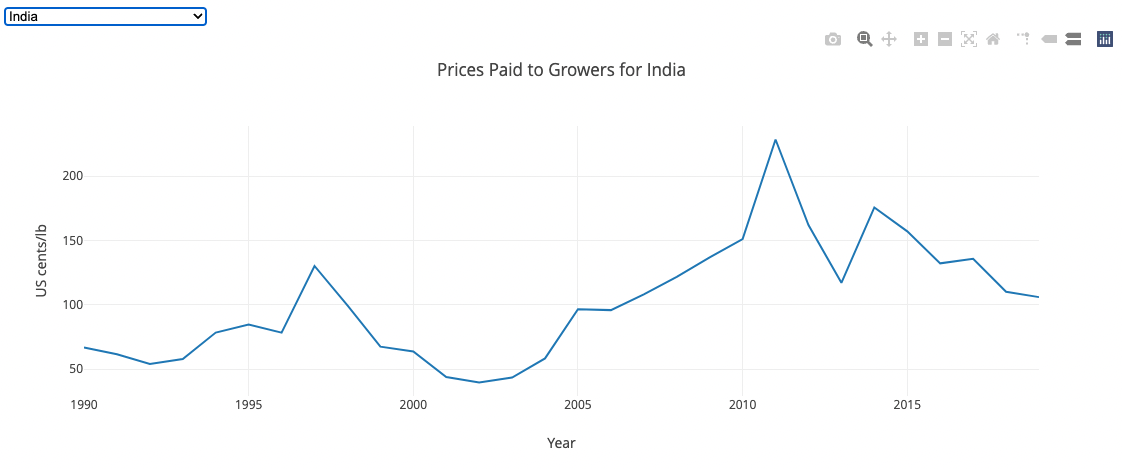 India
Prices Paid to Growers for India
US cents/lb
200
150
100
50
1990 1995 2000 2005 2010 2015
Year